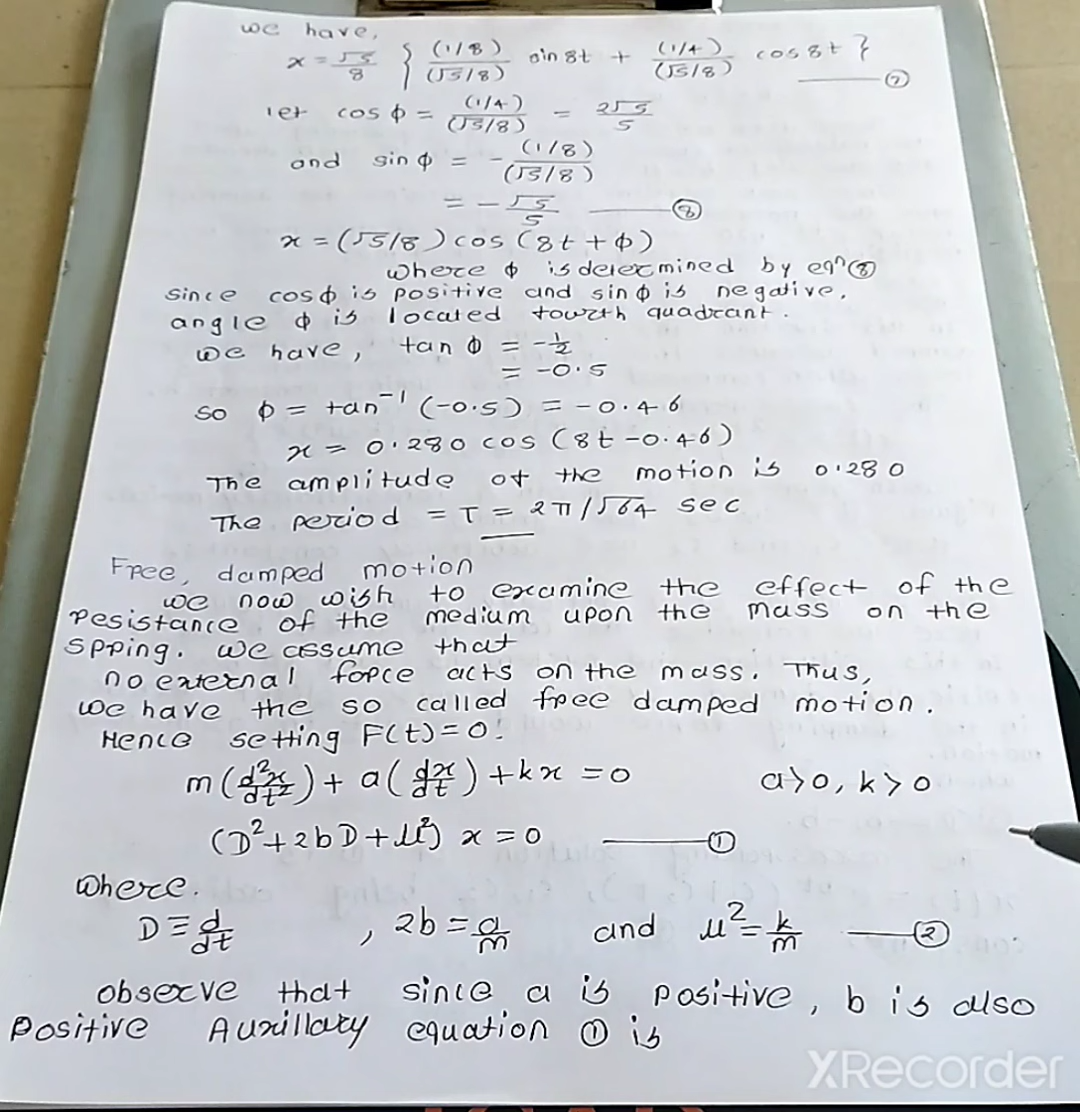 we have,
x = √5/8 { (1/8)/(√5/8) sin 8t + (1/4)/(√5/8) cos 8t } ——— ⑦
let cos ϕ = (1/4)/(√5/8) = 2√5/5
and sin ϕ = - (1/8)/(√5/8)
= - √5/5 ——— ⑧
x = (√5/8) cos (8t + ϕ)
where ϕ is determined by eqⁿ ⑧
since cos ϕ is positive and sin ϕ is negative,
angle ϕ is located fourth quadrant.
we have, tan ϕ = -½
= -0.5
so ϕ = tan⁻¹ (-0.5) = -0.46
x = 0.280 cos (8t - 0.46)
The amplitude of the motion is 0.280
The period = T = 2π/√64 sec
Free, damped motion
we now wish to examine the effect of the
resistance of the medium upon the mass on the
spring. we assume that
no external force acts on the mass. Thus,
we have the so called free damped motion.
Hence setting F(t) = 0:
m(d²x/dt²) + a(dx/dt) + kx = 0 a>0, k>0
(D² + 2bD + μ²) x = 0 ——— ①
where.
D ≡ d/dt , 2b = a/m and μ² = k/m ——— ②
observe that since a is positive, b is also
positive Auxillary equation ① is
XRecorder